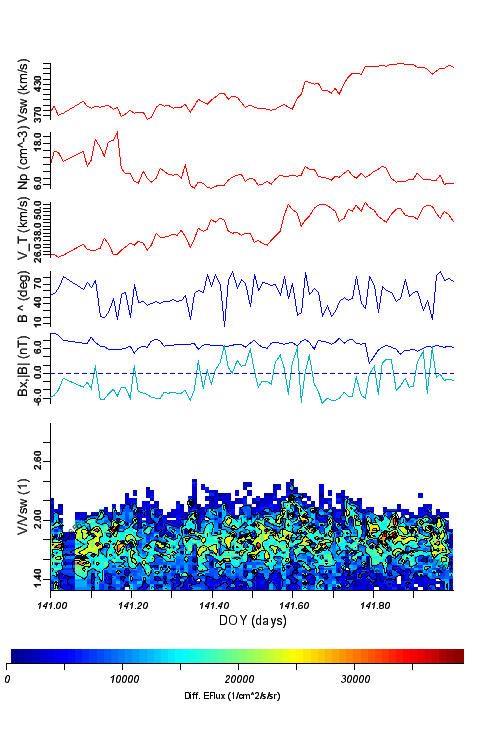 Vsw (km/s)
430
370
Np (cm^-3)
18.0
6.0
V_T (km/s)
50.0
38.0
26.0
B ^ (deg)
70
40
10
Bx,|B| (nT)
6.0
0.0
-6.0
V/Vsw (1)
2.60
2.00
1.40
141.00 141.20 141.40 141.60 141.80
DOY (days)
0 10000 20000 30000
Diff. EFlux (1/cm^2/s/sr)